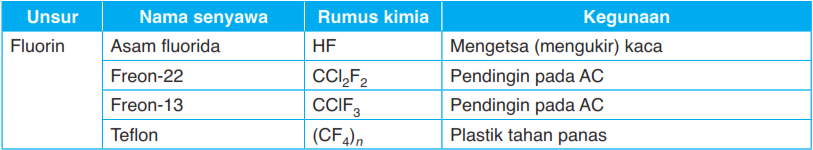 Unsur Nama senyawa Rumus kimia Kegunaan
Fluorin Asam fluorida HF Mengetsa (mengukir) kaca
Freon-22 CCl₂F₂ Pendingin pada AC
Freon-13 CClF₃ Pendingin pada AC
Teflon (CF₄)ₙ Plastik tahan panas